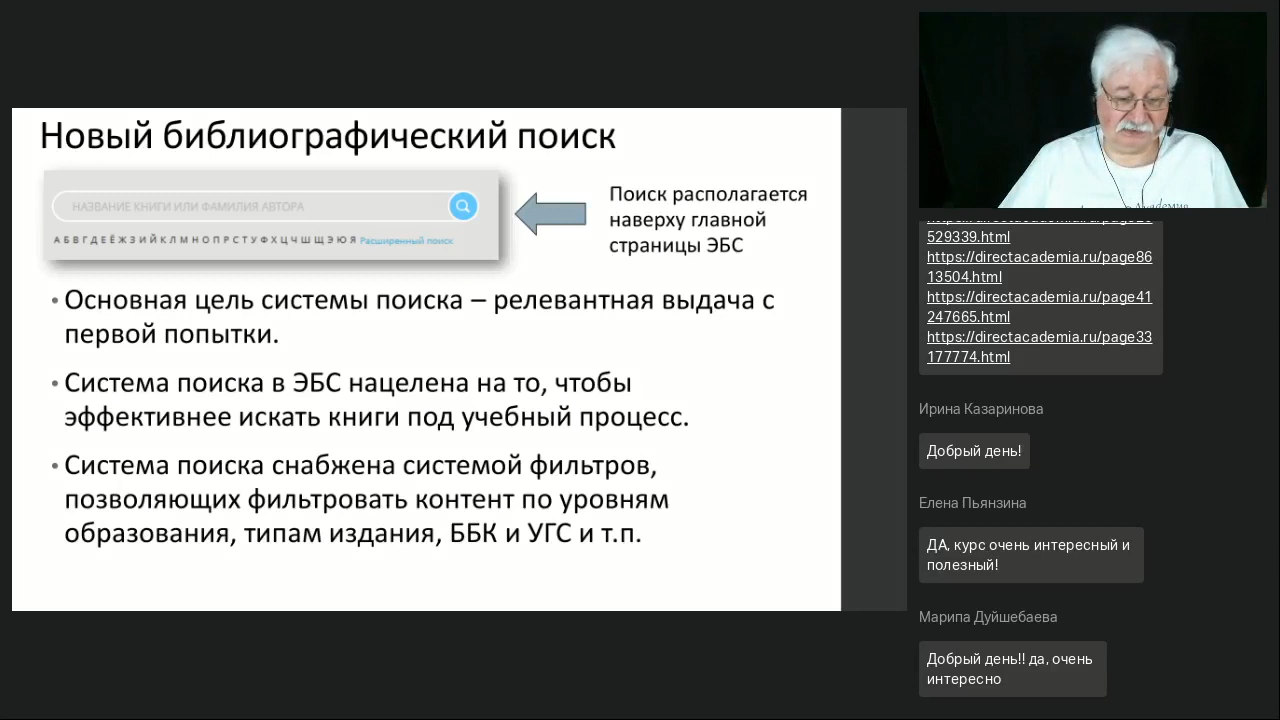 Новый библиографический поиск
НАЗВАНИЕ КНИГИ ИЛИ ФАМИЛИЯ АВТОРА
А Б В Г Д Е Ё Ж З И Й К Л М Н О П Р С Т У Ф Х Ц Ч Ш Щ Э Ю Я Расширенный поиск
Поиск располагается
наверху главной
страницы ЭБС
• Основная цель системы поиска – релевантная выдача с
первой попытки.
• Система поиска в ЭБС нацелена на то, чтобы
эффективнее искать книги под учебный процесс.
• Система поиска снабжена системой фильтров,
позволяющих фильтровать контент по уровням
образования, типам издания, ББК и УГС и т.п.
Академия
529339.html
https://directacademia.ru/page86
13504.html
https://directacademia.ru/page41
247665.html
https://directacademia.ru/page33
177774.html
Ирина Казаринова
Добрый день!
Елена Пьянзина
ДА, курс очень интересный и
полезный!
Марипа Дуйшебаева
Добрый день!! да, очень
интересно